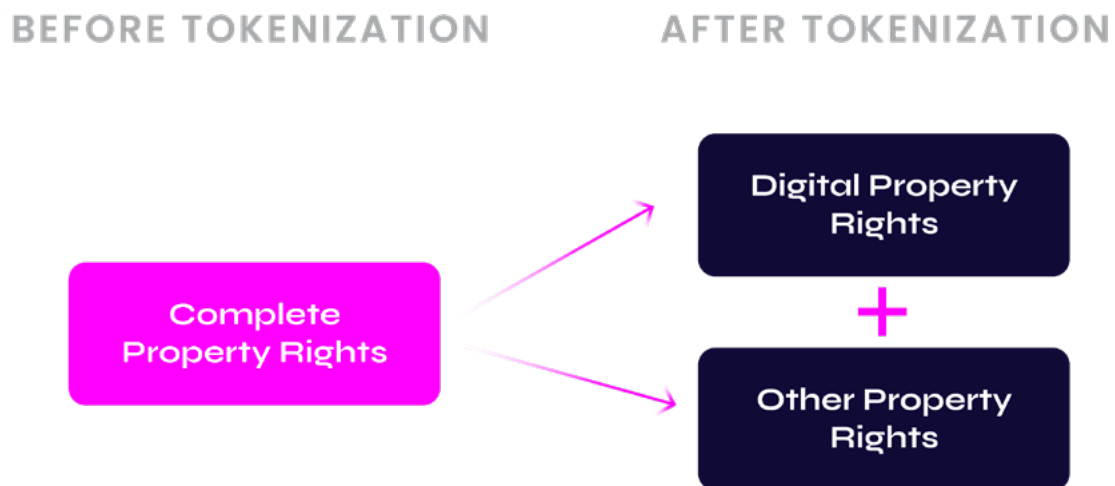 BEFORE TOKENIZATION
AFTER TOKENIZATION
Complete
Property Rights
Digital Property
Rights
+
Other Property
Rights